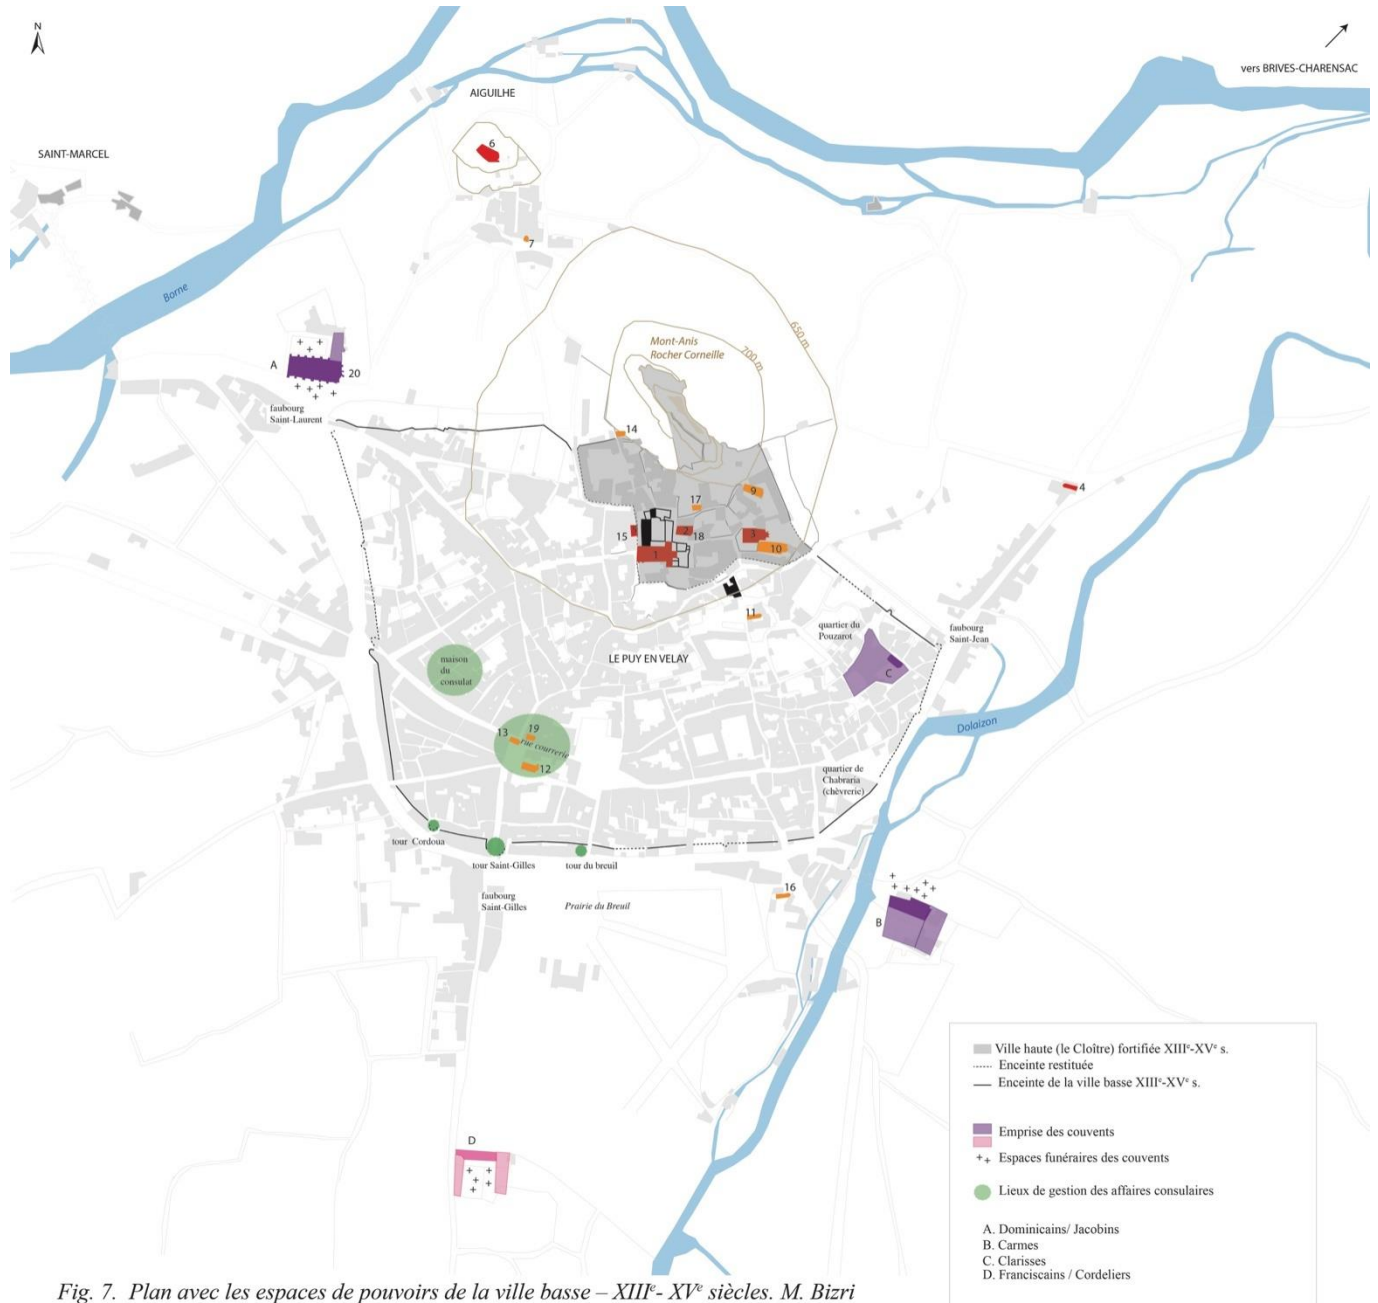 N
vers BRIVES-CHARENSAC
AIGUILHE
6
SAINT-MARCEL
7
Borne
650 m
Mont-Anis
Rocher Corneille
700 m
A
20
faubourg
Saint-Laurent
14
9
4
17
15
2
18
3
1
10
11
quartier du
Pouzarot
faubourg
Saint-Jean
maison
du
consulat
LE PUY EN VELAY
C
Dolaizon
13
19
rue courrerie
12
quartier de
Chabraria
(chèvrerie)
tour Cordoua
tour Saint-Gilles
tour du breuil
16
faubourg
Saint-Gilles
Prairie du Breuil
B
D
Ville haute (le Cloître) fortifiée XIIIᵉ-XVᵉ s.
Enceinte restituée
Enceinte de la ville basse XIIIᵉ-XVᵉ s.
Emprise des couvents
Espaces funéraires des couvents
Lieux de gestion des affaires consulaires
A. Dominicains/ Jacobins
B. Carmes
C. Clarisses
D. Franciscains / Cordeliers
Fig. 7. Plan avec les espaces de pouvoirs de la ville basse – XIIIᵉ- XVᵉ siècles. M. Bizri